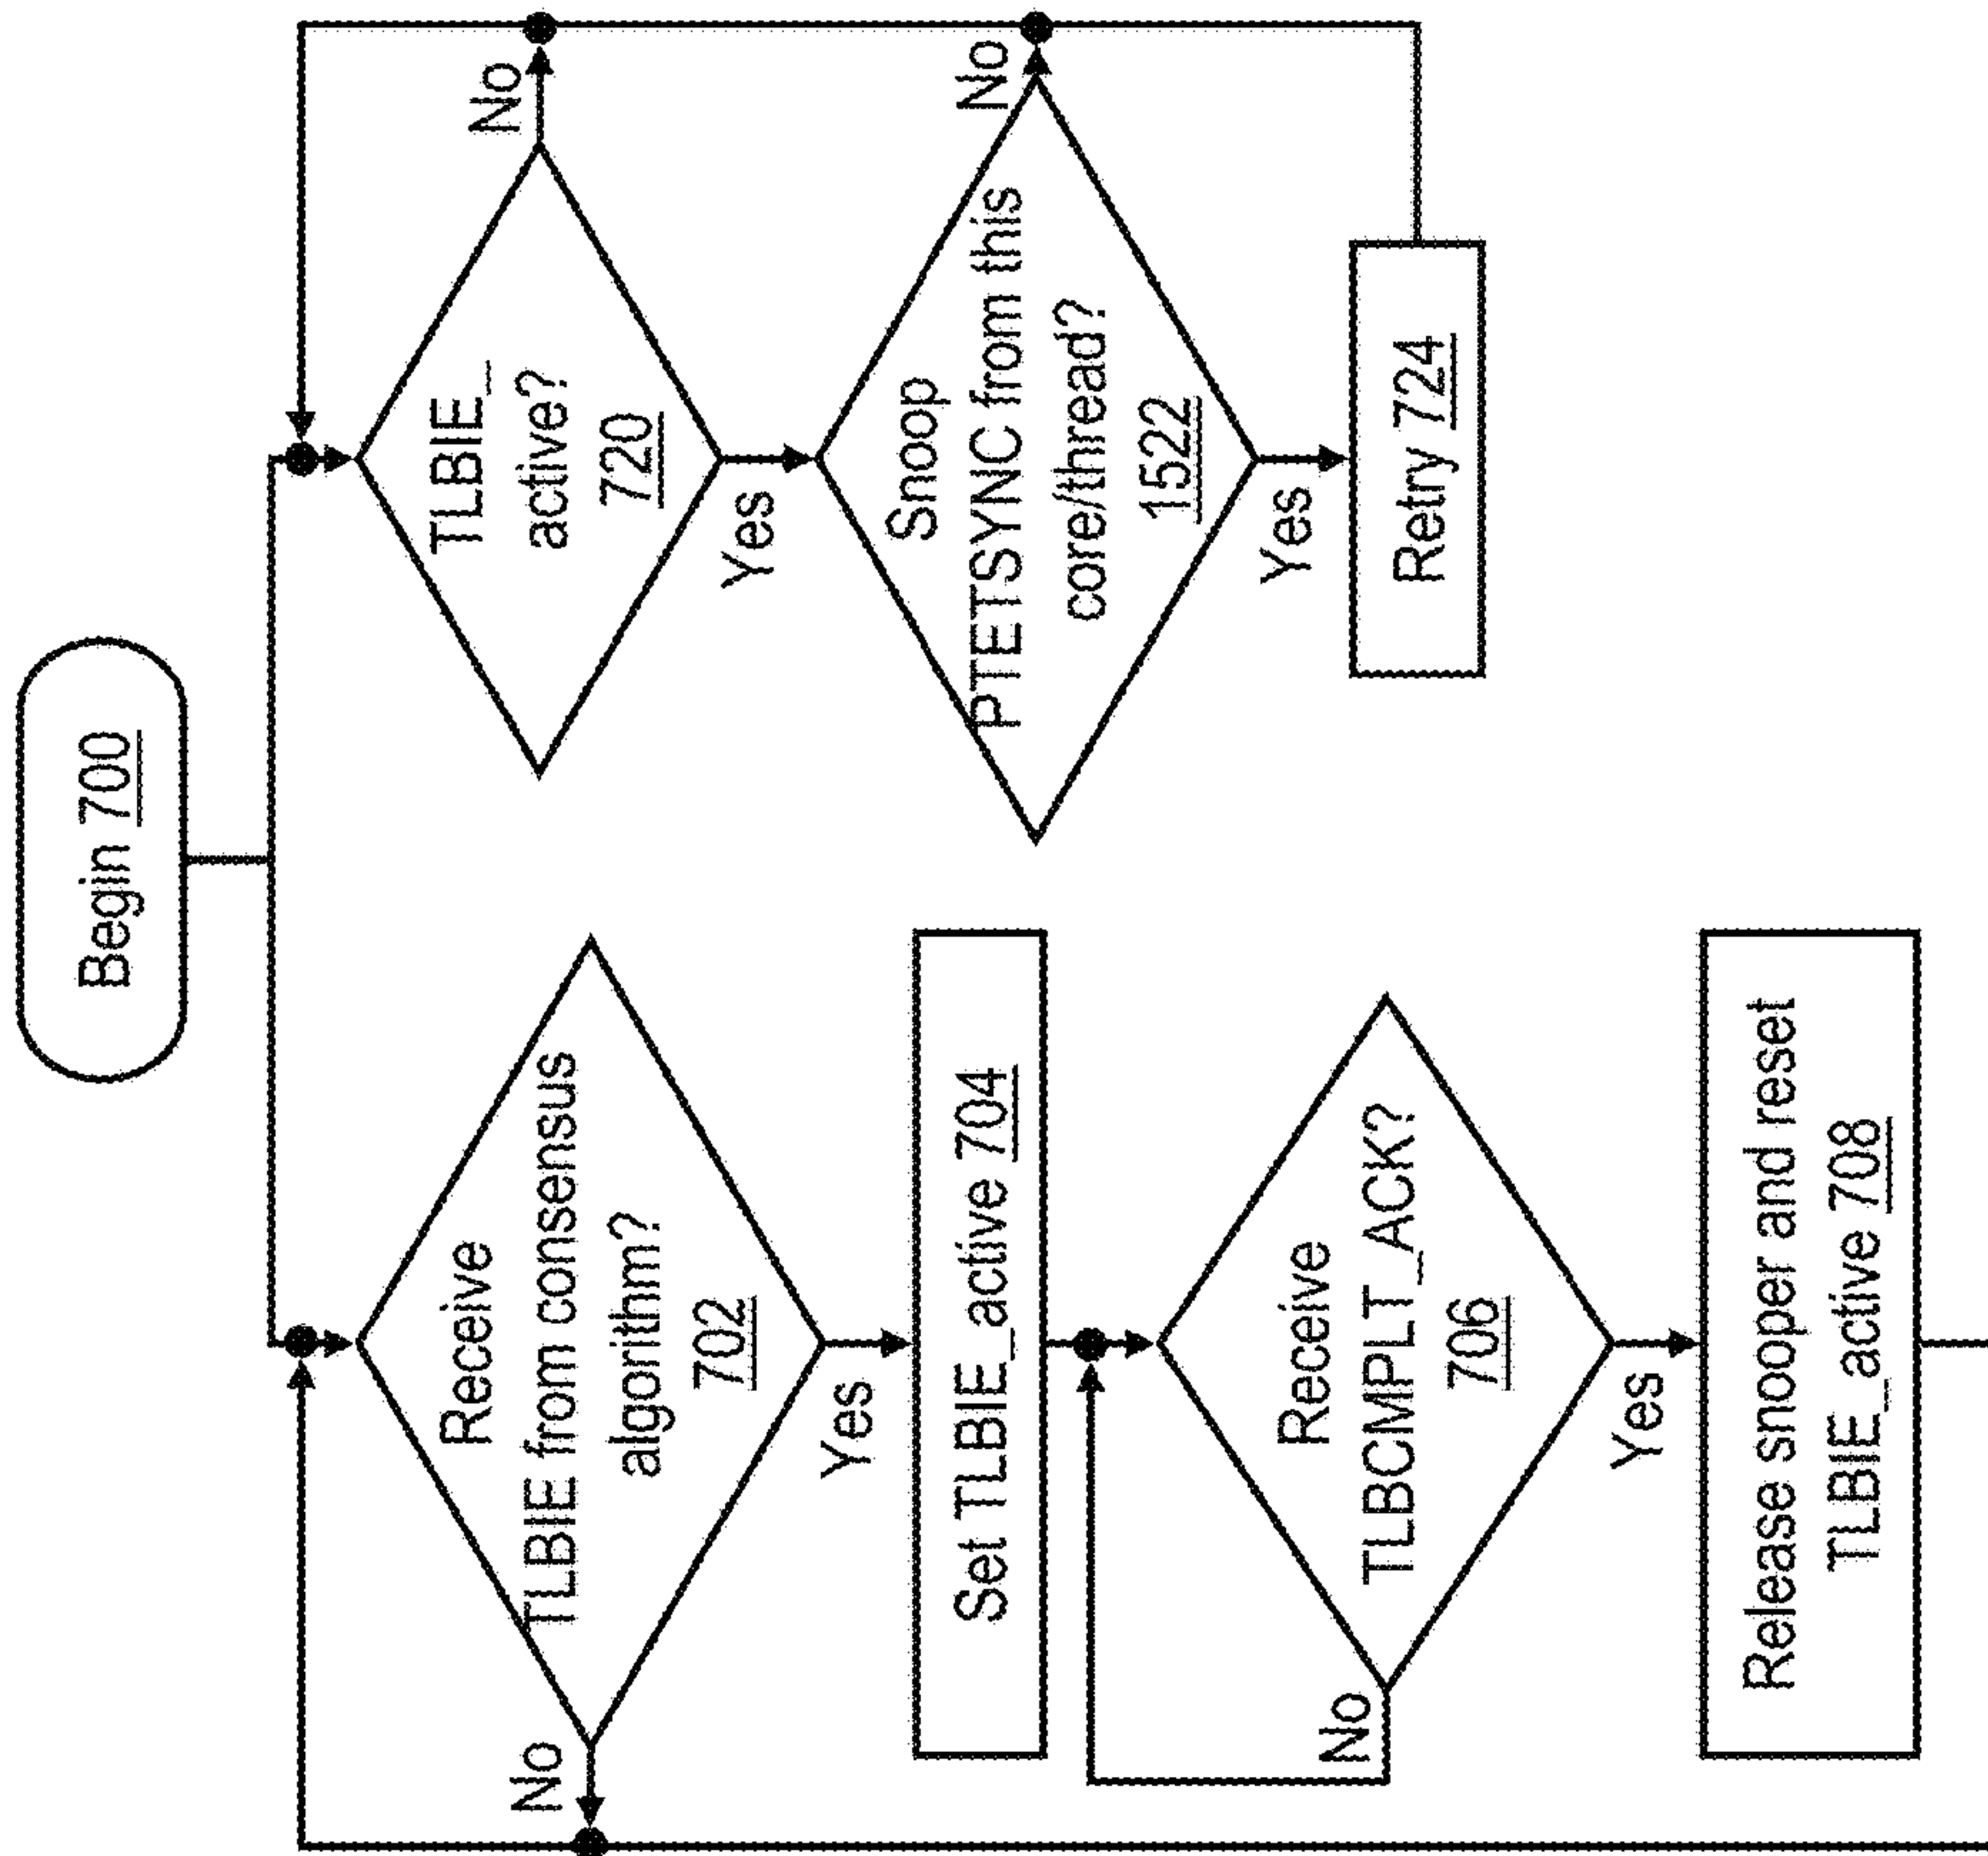 Begin 700
Receive
TLBIE from consensus
algorithm?
702
No
Yes
Set TLBIE_active 704
Receive
TLBCMPLT_ACK?
706
No
Yes
Release snooper and reset
TLBIE_active 708
TLBIE_
active?
720
No
Yes
Snoop
PTETSYNC from this
core/thread?
1522
No
Yes
Retry 724